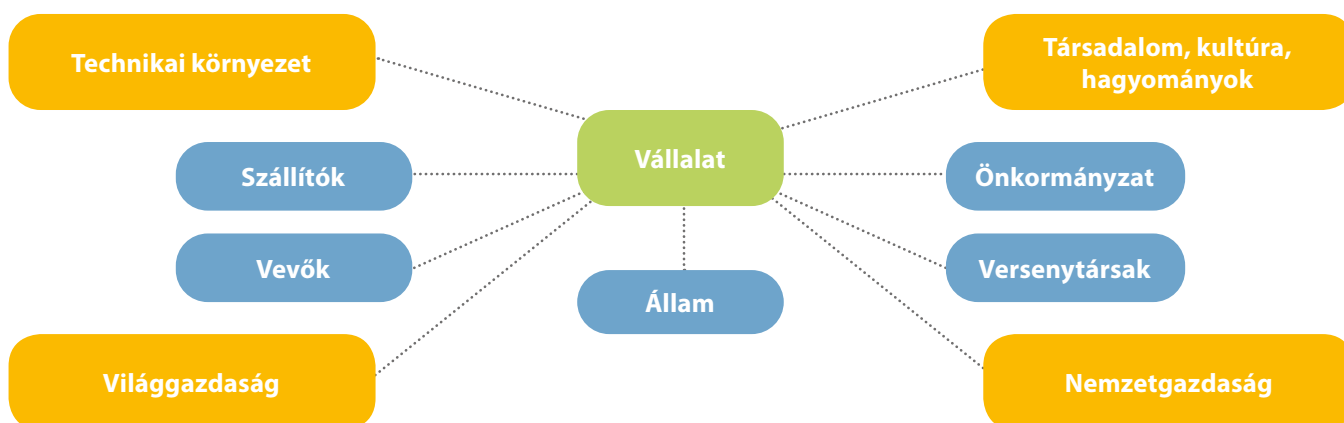 Technikai környezet
Társadalom, kultúra,
hagyományok
Vállalat
Szállítók
Önkormányzat
Vevők
Versenytársak
Állam
Világgazdaság
Nemzetgazdaság